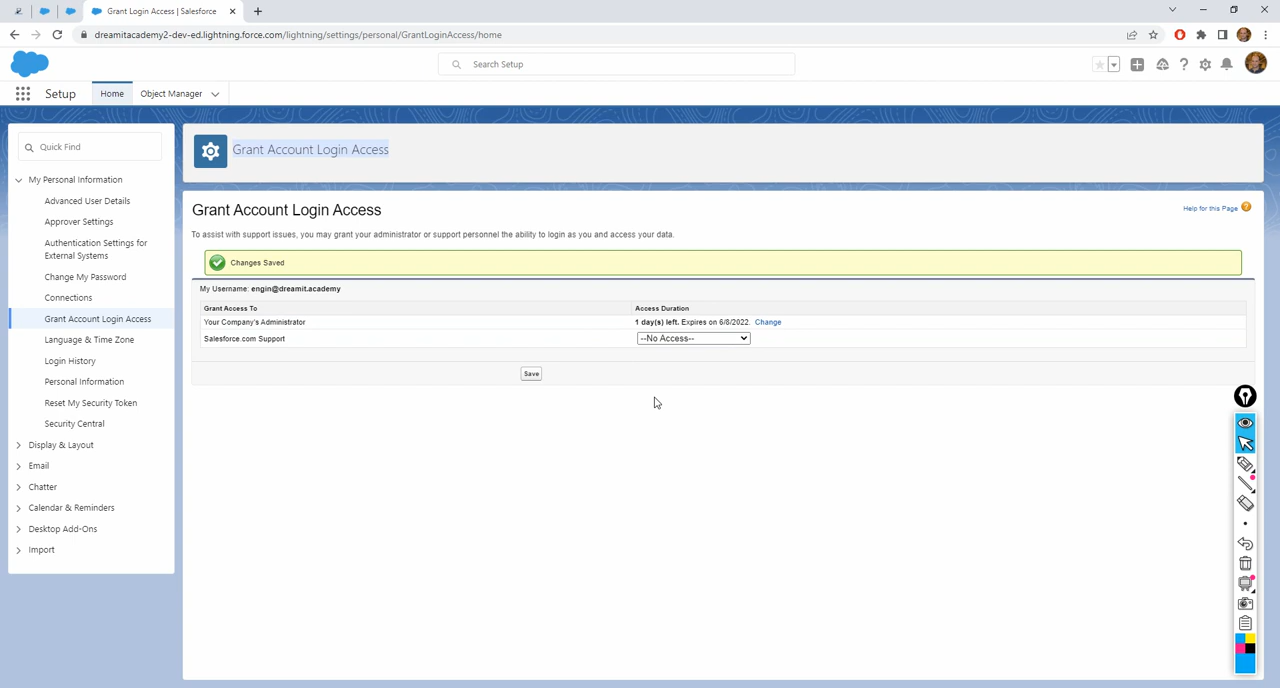 Grant Login Access | Salesforce
dreamitacademy2-dev-ed.lightning.force.com/lightning/settings/personal/GrantLoginAccess/home
Search Setup
Setup
Home
Object Manager
Quick Find
My Personal Information
Advanced User Details
Approver Settings
Authentication Settings for
External Systems
Change My Password
Connections
Grant Account Login Access
Language & Time Zone
Login History
Personal Information
Reset My Security Token
Security Central
Display & Layout
Email
Chatter
Calendar & Reminders
Desktop Add-Ons
Import
Grant Account Login Access
Grant Account Login Access
Help for this Page
To assist with support issues, you may grant your administrator or support personnel the ability to login as you and access your data.
Changes Saved
My Username: engin@dreamit.academy
Grant Access To Access Duration
Your Company's Administrator 1 day(s) left. Expires on 6/8/2022. Change
Salesforce.com Support --No Access--
Save